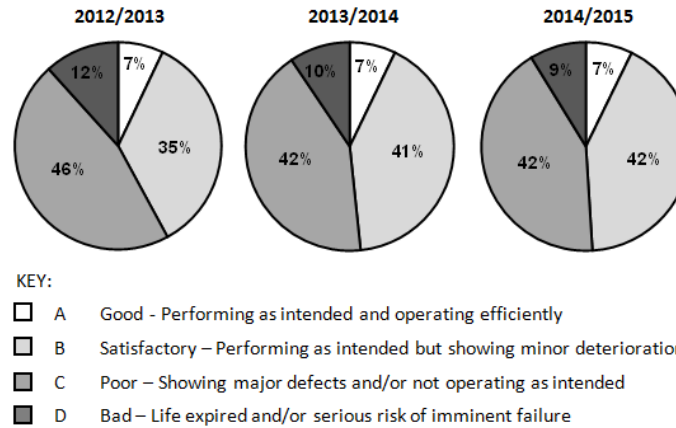 2012/2013 2013/2014 2014/2015
12% 7% 10% 7% 9% 7%
35% 41% 42%
46% 42% 42%
KEY:
A Good - Performing as intended and operating efficiently
B Satisfactory – Performing as intended but showing minor deterioration
C Poor – Showing major defects and/or not operating as intended
D Bad – Life expired and/or serious risk of imminent failure